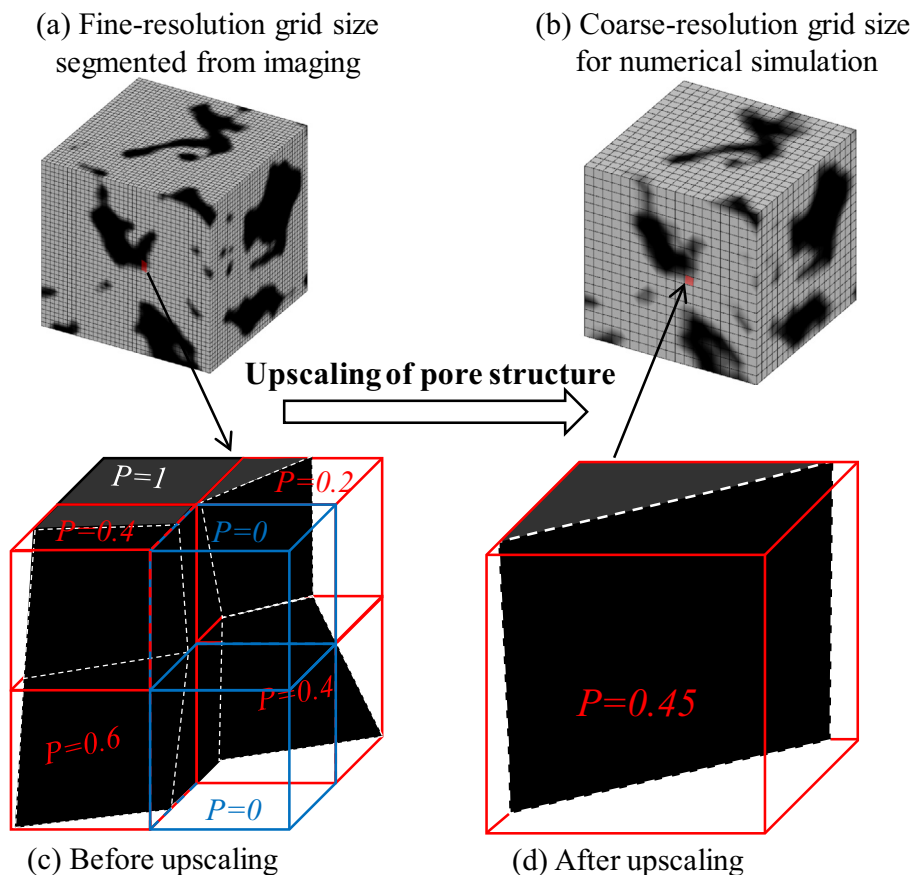 (a) Fine-resolution grid size
segmented from imaging
(b) Coarse-resolution grid size
for numerical simulation
Upscaling of pore structure
P=1
P=0.2
P=0.4
P=0
P=0.4
P=0.6
P=0
P=0.45
(c) Before upscaling
(d) After upscaling